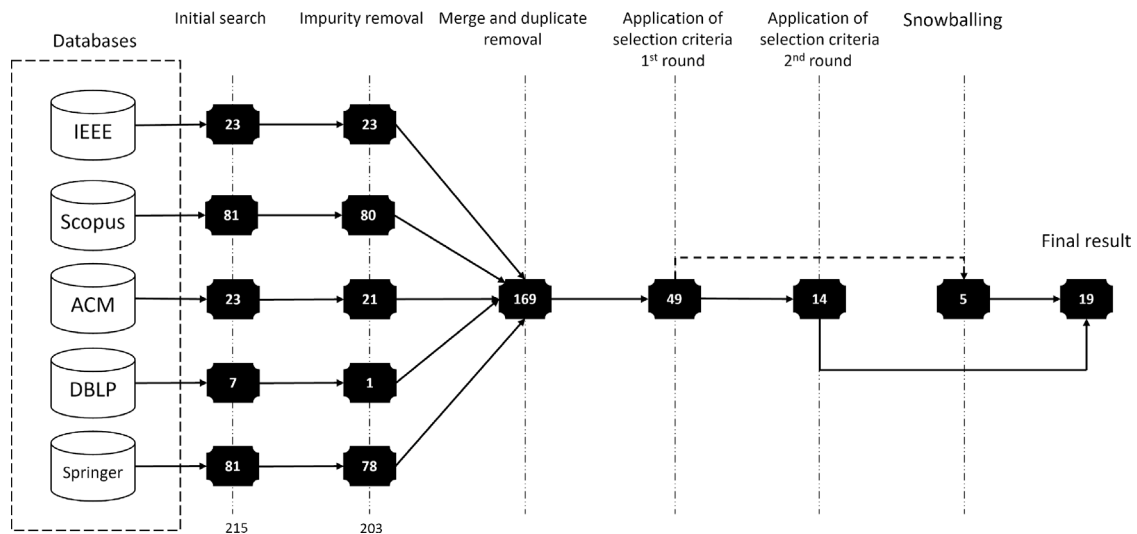 Initial search
Impurity removal
Merge and duplicate
removal
Application of
selection criteria
1st round
Application of
selection criteria
2nd round
Snowballing
Databases
IEEE
23
23
Scopus
81
80
Final result
ACM
23
21
169
49
14
5
19
DBLP
7
1
Springer
81
78
215
203